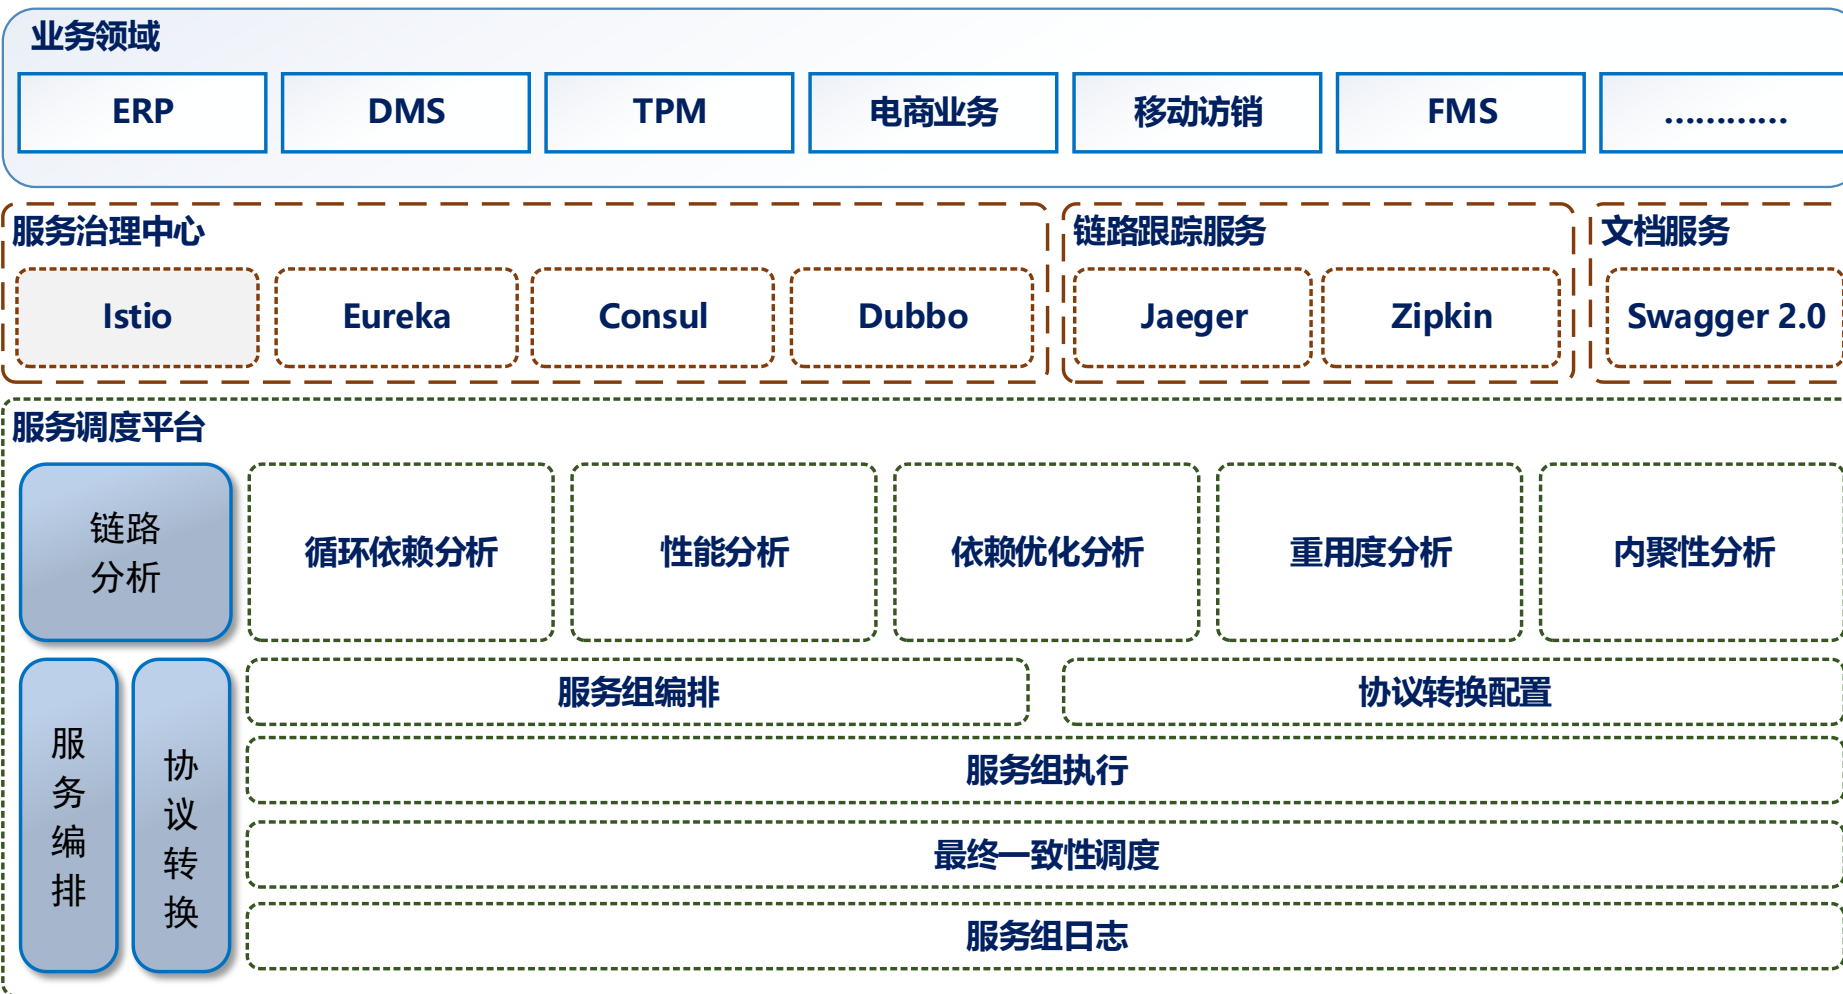 业务领域
ERP
DMS
TPM
电商业务
移动访销
FMS
…………
服务治理中心
链路跟踪服务
文档服务
Istio
Eureka
Consul
Dubbo
Jaeger
Zipkin
Swagger 2.0
服务调度平台
链路
分析
循环依赖分析
性能分析
依赖优化分析
重用度分析
内聚性分析
服务编排
协议转换
服务组编排
协议转换配置
服务组执行
最终一致性调度
服务组日志